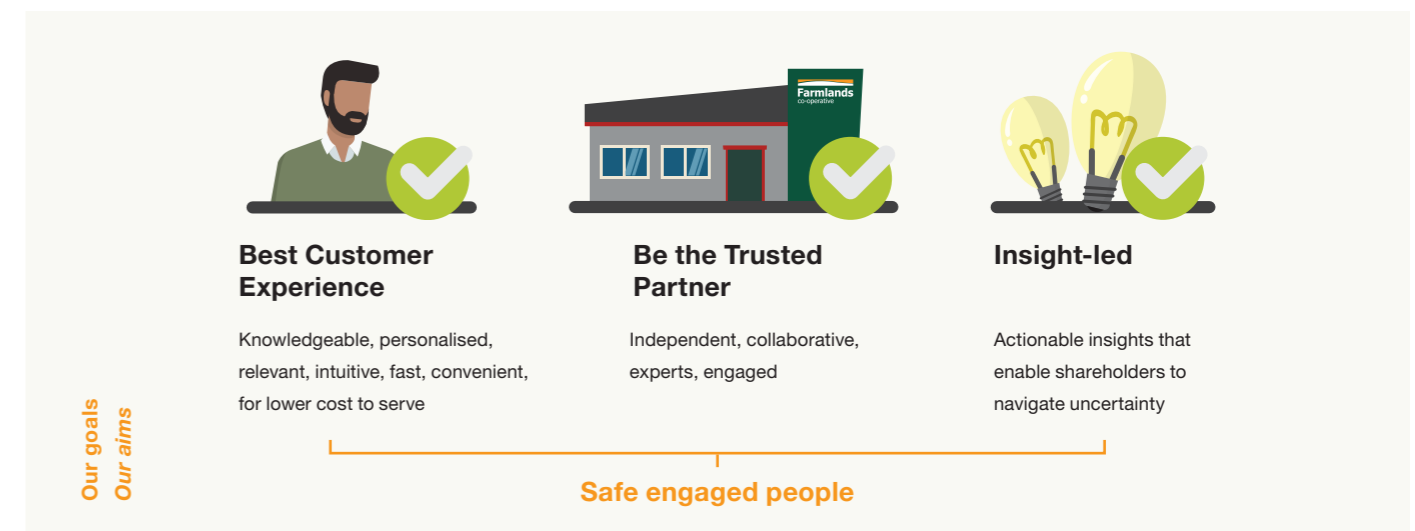 Farmlands
co-operative
Best Customer
Experience
Be the Trusted
Partner
Insight-led
Knowledgeable, personalised,
relevant, intuitive, fast, convenient,
for lower cost to serve
Independent, collaborative,
experts, engaged
Actionable insights that
enable shareholders to
navigate uncertainty
Our goals
Our aims
Safe engaged people